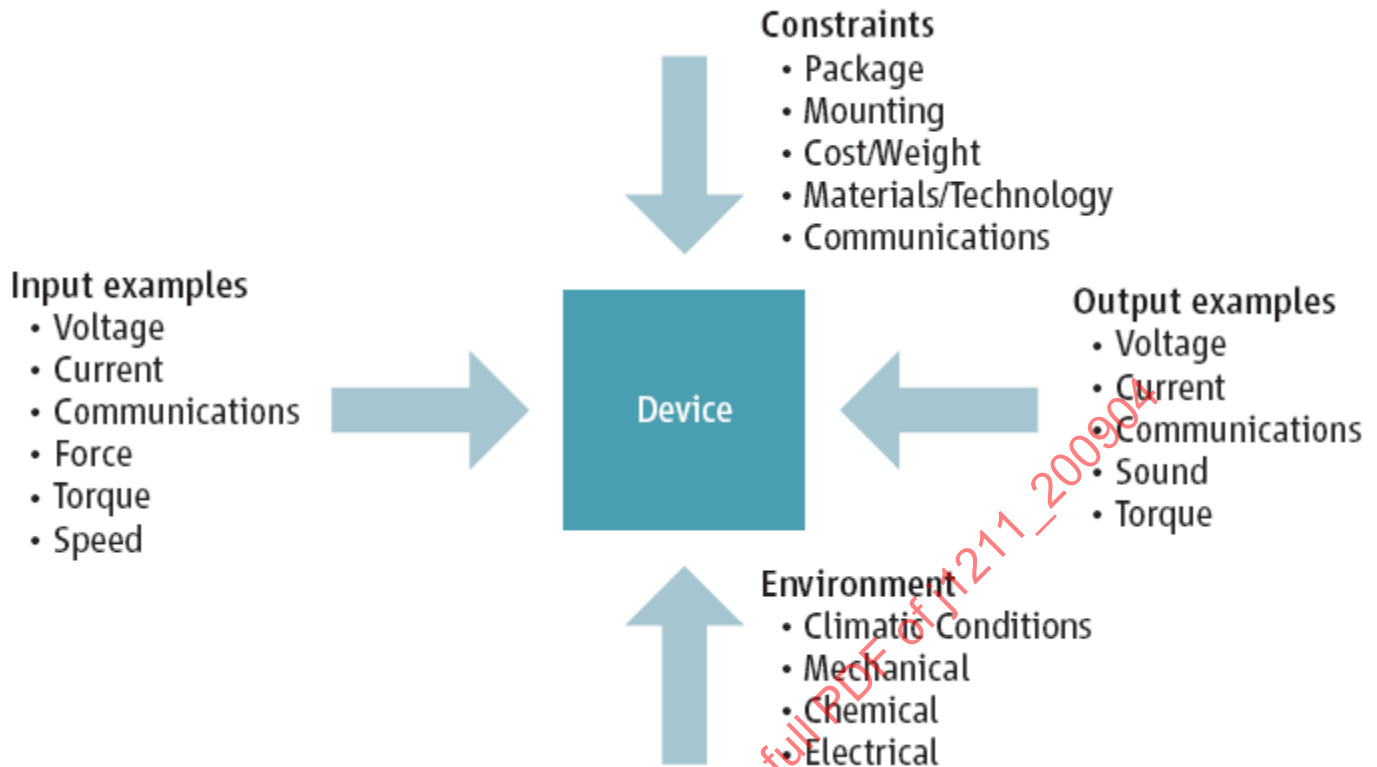 Constraints
• Package
• Mounting
• Cost/Weight
• Materials/Technology
• Communications
Input examples
• Voltage
• Current
• Communications
• Force
• Torque
• Speed
Device
Output examples
• Voltage
• Current
• Communications
• Sound
• Torque
Environment
• Climatic Conditions
• Mechanical
• Chemical
• Electrical
full PDF of j1211_200904